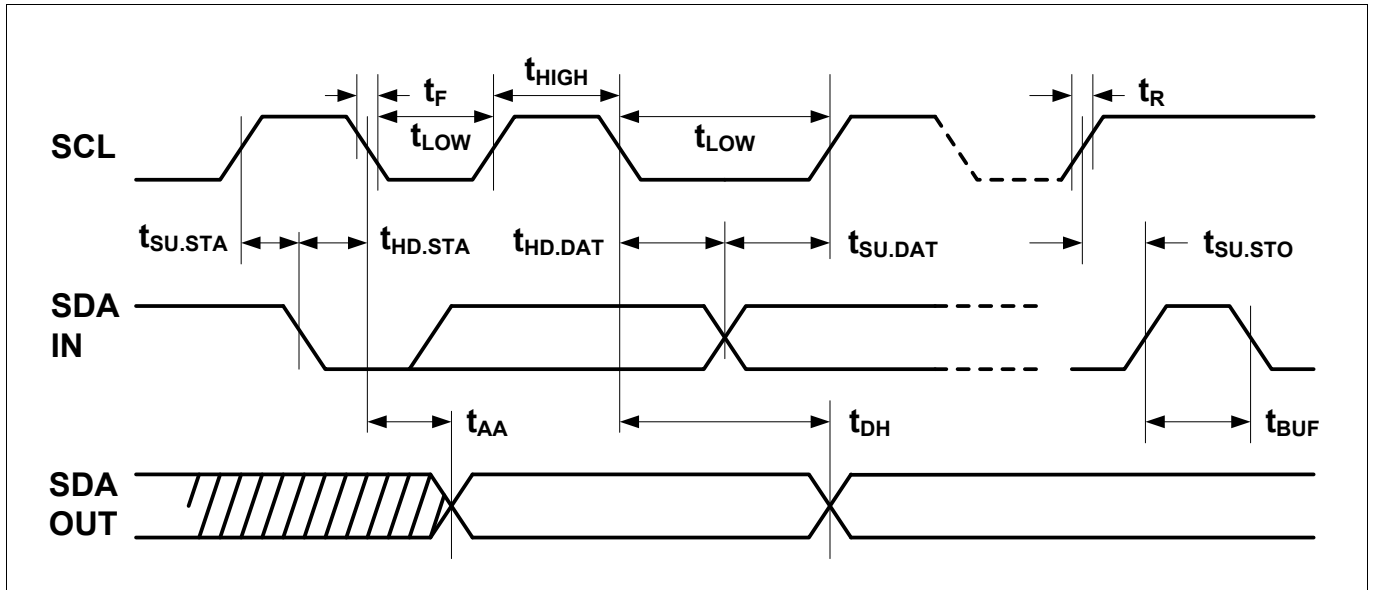 tF
tHIGH
tR
SCL
tLOW
tLOW
tSU.STA
tHD.STA
tHD.DAT
tSU.DAT
tSU.STO
SDA
IN
tAA
tDH
tBUF
SDA
OUT